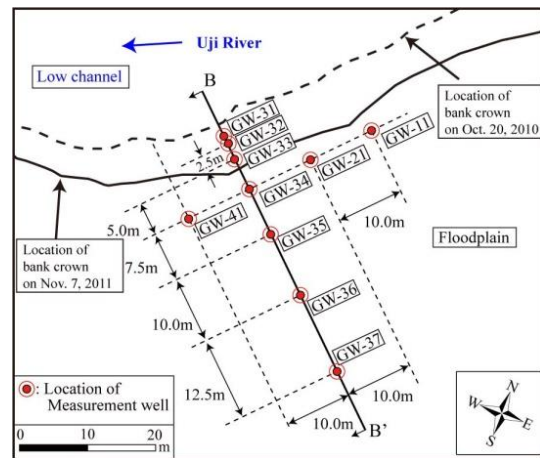 Uji River
Low channel
B
GW-31
GW-32
GW-33
GW-11
GW-21
GW-34
GW-41
GW-35
GW-36
GW-37
Location of
bank crown
on Oct. 20, 2010
2.5m
5.0m
7.5m
10.0m
12.5m
10.0m
10.0m
10.0m
Floodplain
Location of
bank crown
on Nov. 7, 2011
: Location of
Measurement well
0 10 20
m
B'
N
W
E
S